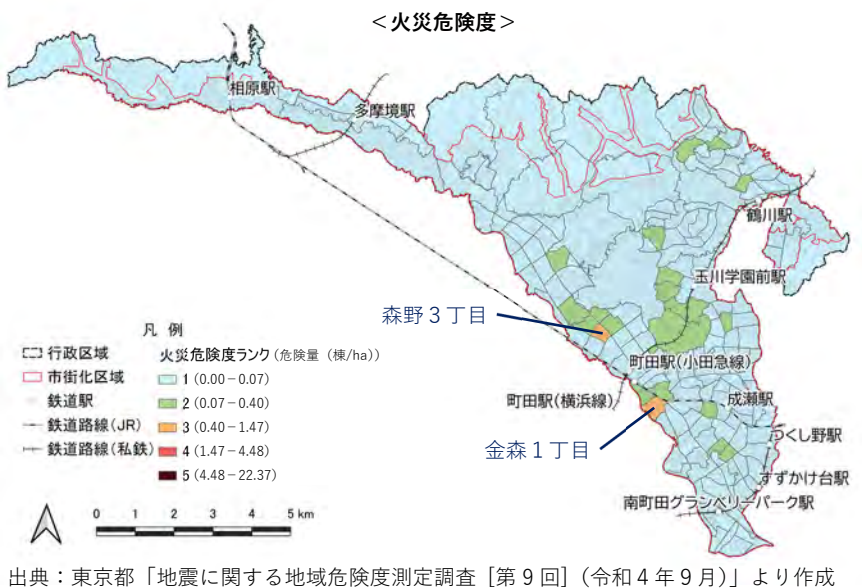 ＜火災危険度＞
相原駅
多摩境駅
鶴川駅
玉川学園前駅
森野３丁目
町田駅(小田急線)
町田駅(横浜線)
成瀬駅
つくし野駅
金森１丁目
すずかけ台駅
南町田グランベリーパーク駅
凡 例
行政区域
市街化区域
鉄道駅
鉄道路線(JR)
鉄道路線(私鉄)
火災危険度ランク(危険量（棟/ha))
1 (0.00－0.07)
2 (0.07－0.40)
3 (0.40－1.47)
4 (1.47－4.48)
5 (4.48－22.37)
0 1 2 3 4 5 km
出典：東京都「地震に関する地域危険度測定調査［第９回］（令和４年９月）」より作成